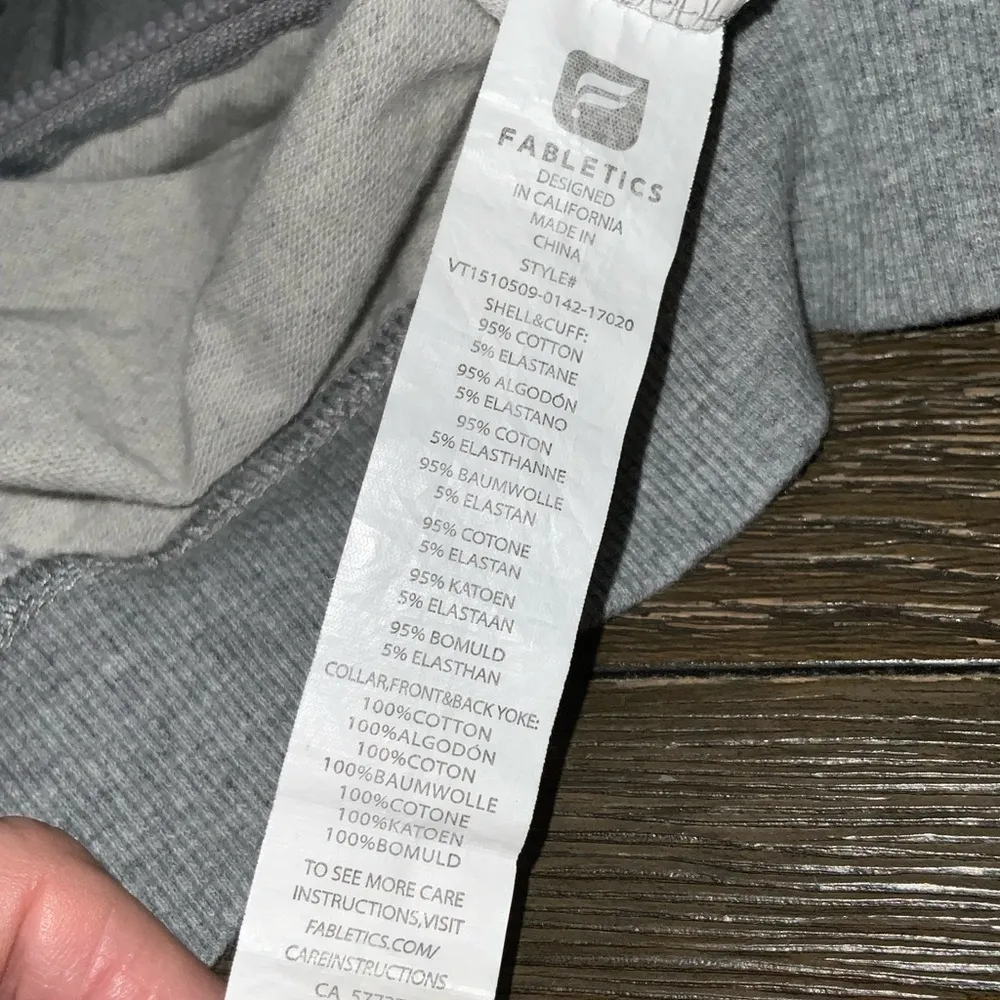 FABLETICS
DESIGNED
IN CALIFORNIA
MADE IN
CHINA
STYLE#
VT1510509-0142-17020
SHELL&CUFF:
95% COTTON
5% ELASTANE
95% ALGODÓN
5% ELASTANO
95% COTON
5% ELASTHANNE
95% BAUMWOLLE
5% ELASTAN
95% COTONE
5% ELASTAN
95% KATOEN
5% ELASTAAN
95% BOMULD
5% ELASTHAN
COLLAR,FRONT&BACK YOKE:
100%COTTON
100%ALGODÓN
100%COTON
100%BAUMWOLLE
100%COTONE
100%KATOEN
100%BOMULD
TO SEE MORE CARE
INSTRUCTIONS,VISIT
FABLETICS.COM/
CAREINSTRUCTIONS
CA